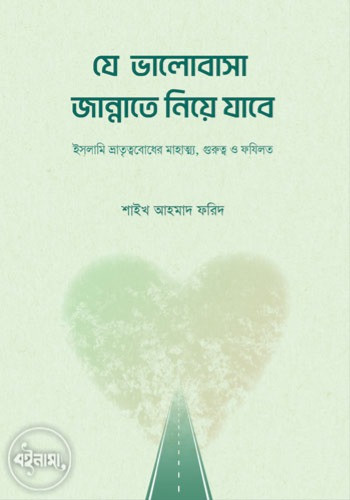 যে ভালোবাসা
জান্নাতে নিয়ে যাবে
ইসলামি ভ্রাতৃত্ববোধের মাহাত্ম্য, গুরুত্ব ও ফযিলত
শাইখ আহমাদ ফরিদ
বইনামা